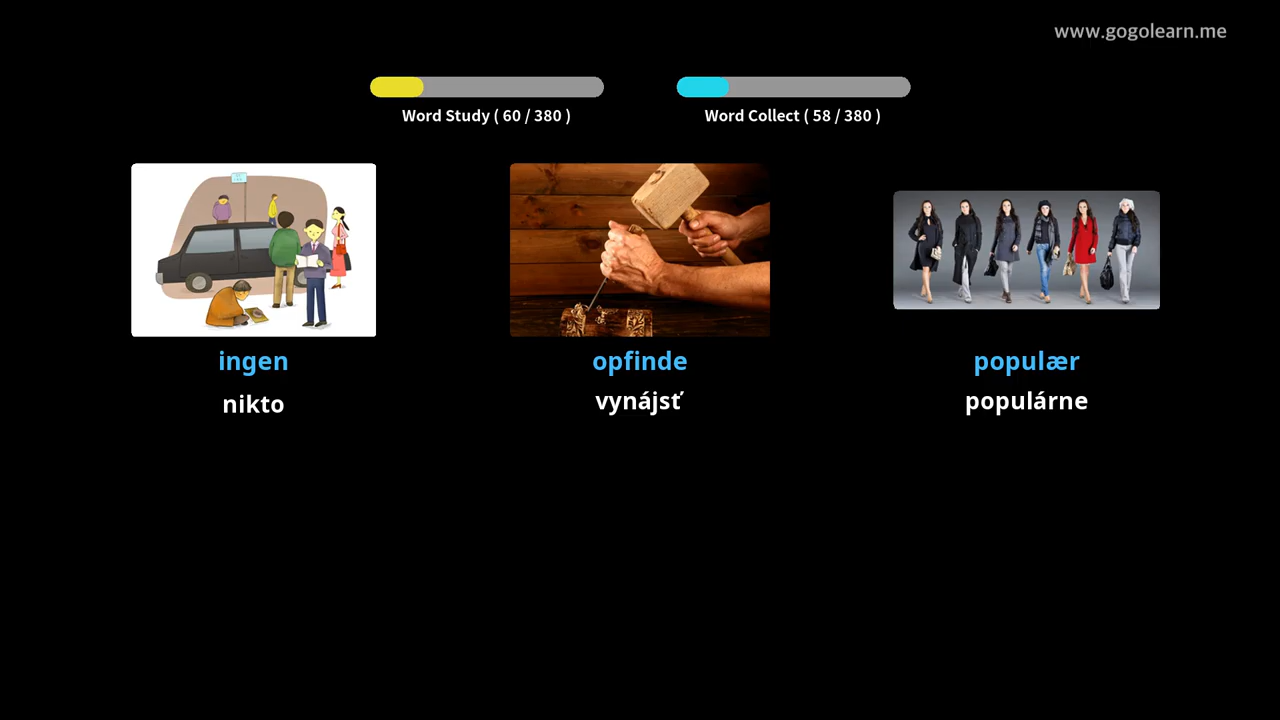 www.gogolearn.me
Word Study ( 60 / 380 )
Word Collect ( 58 / 380 )
ingen
nikto
opfinde
vynájsť
populær
populárne